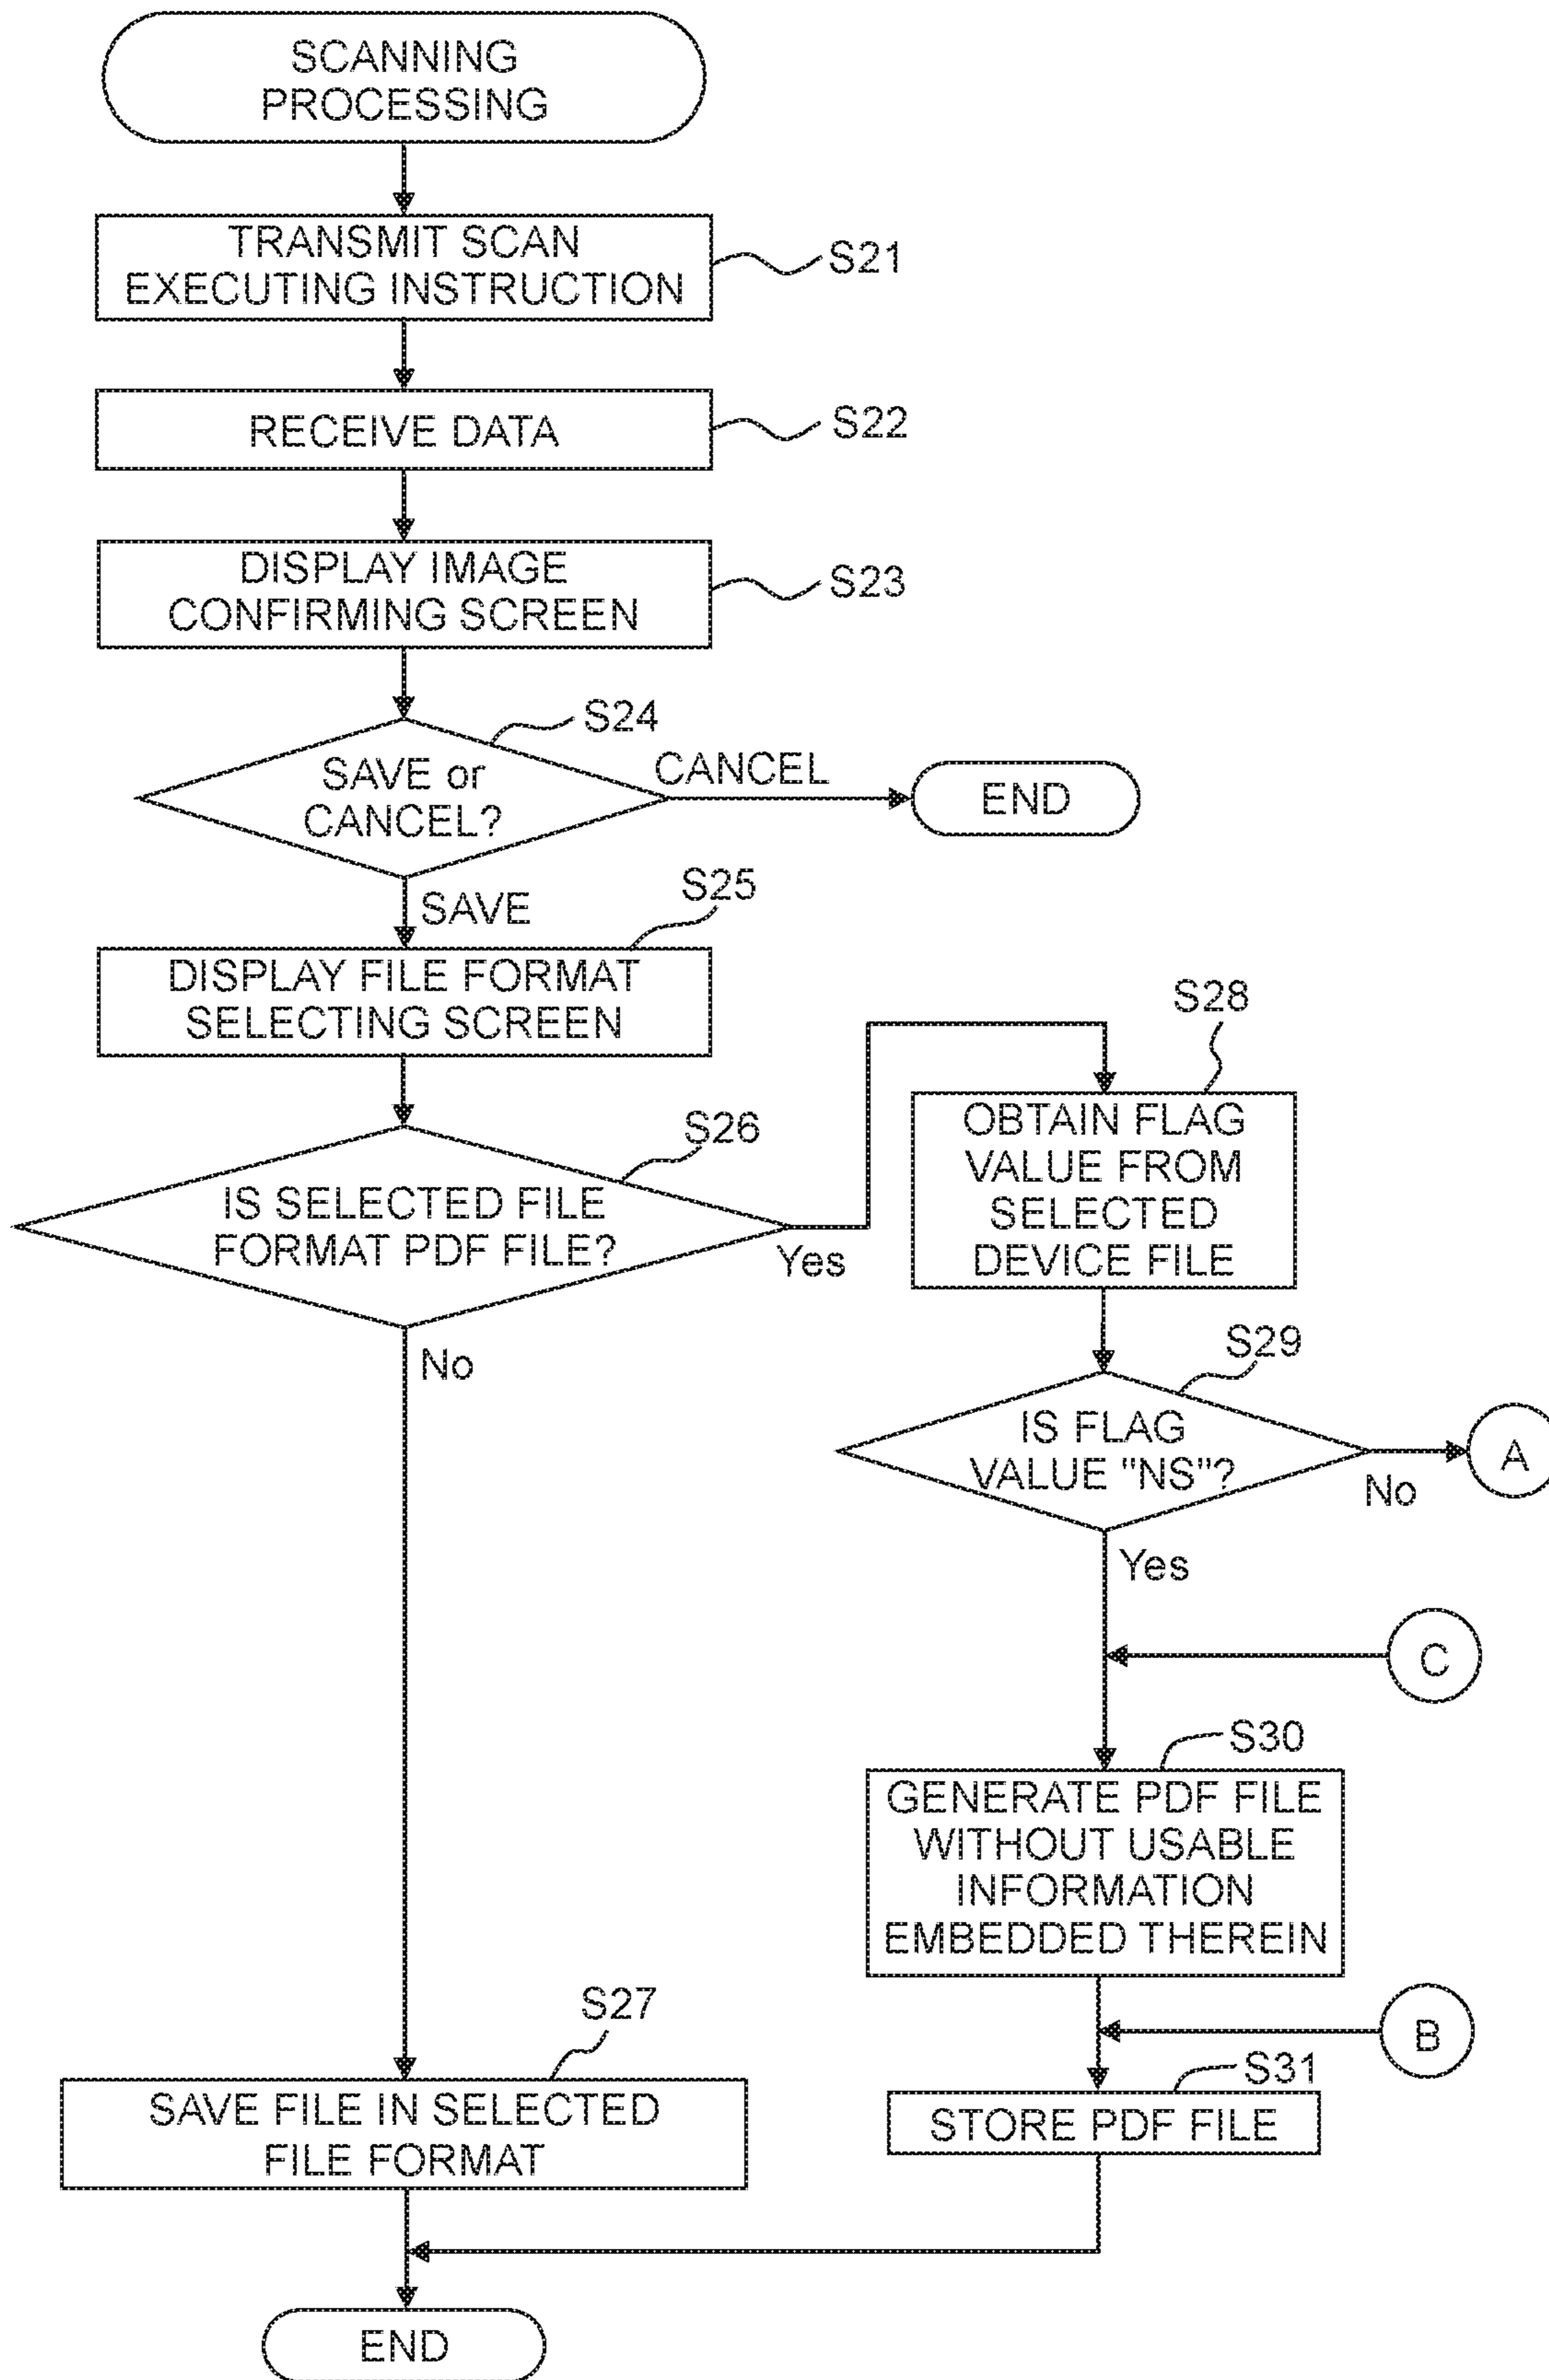 SCANNING
PROCESSING
TRANSMIT SCAN
EXECUTING INSTRUCTION
S21
RECEIVE DATA
S22
DISPLAY IMAGE
CONFIRMING SCREEN
S23
S24
SAVE or
CANCEL?
CANCEL
END
SAVE
S25
DISPLAY FILE FORMAT
SELECTING SCREEN
S26
IS SELECTED FILE
FORMAT PDF FILE?
Yes
No
S28
OBTAIN FLAG
VALUE FROM
SELECTED
DEVICE FILE
S29
IS FLAG
VALUE "NS"?
No
A
Yes
C
S30
GENERATE PDF FILE
WITHOUT USABLE
INFORMATION
EMBEDDED THEREIN
B
S31
STORE PDF FILE
S27
SAVE FILE IN SELECTED
FILE FORMAT
END